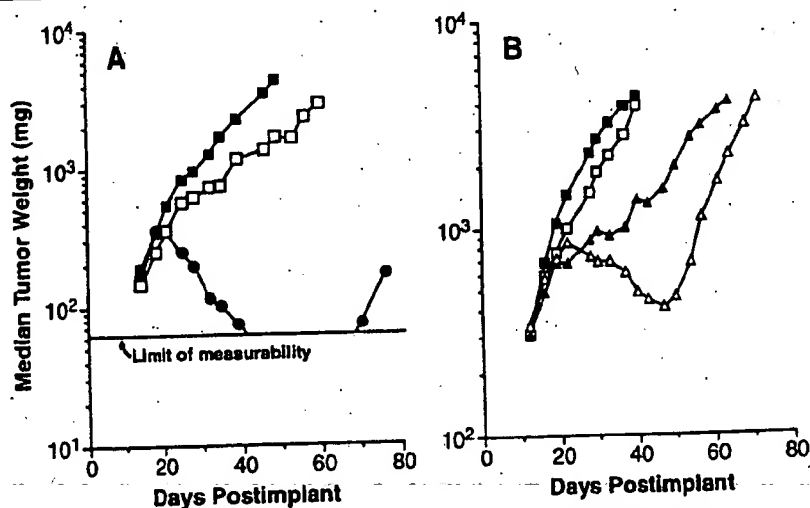 A
B
Median Tumor Weight (mg)
10⁴
10³
10²
10¹
Limit of measurability
0 20 40 60 80
Days Postimplant
10⁴
10³
10²
0 20 40 60 80
Days Postimplant